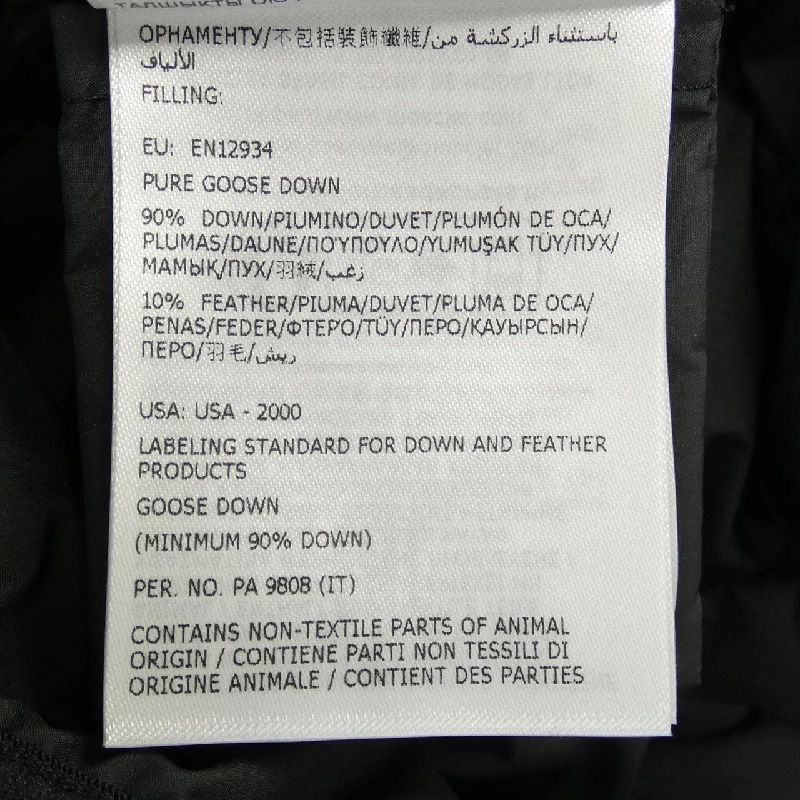 ОРНАМЕНТУ/不包括裝飾纖維/باستثناء الزركشة من
الألياف
FILLING:
EU: EN12934
PURE GOOSE DOWN
90% DOWN/PIUMINO/DUVET/PLUMÓN DE OCA/
PLUMAS/DAUNE/ΠΟΎΠΟΥΛΟ/YUMUŞAK TÜY/ПУХ/
МАМЫҚ/ПУХ/羽絨/زغب
10% FEATHER/PIUMA/DUVET/PLUMA DE OCA/
PENAS/FEDER/ΦΤΕΡΌ/TÜY/ПЕРО/ҚАУЫРСЫН/
ПЕРО/羽毛/ريش
USA: USA - 2000
LABELING STANDARD FOR DOWN AND FEATHER
PRODUCTS
GOOSE DOWN
(MINIMUM 90% DOWN)
PER. NO. PA 9808 (IT)
CONTAINS NON-TEXTILE PARTS OF ANIMAL
ORIGIN / CONTIENE PARTI NON TESSILI DI
ORIGINE ANIMALE / CONTIENT DES PARTIES